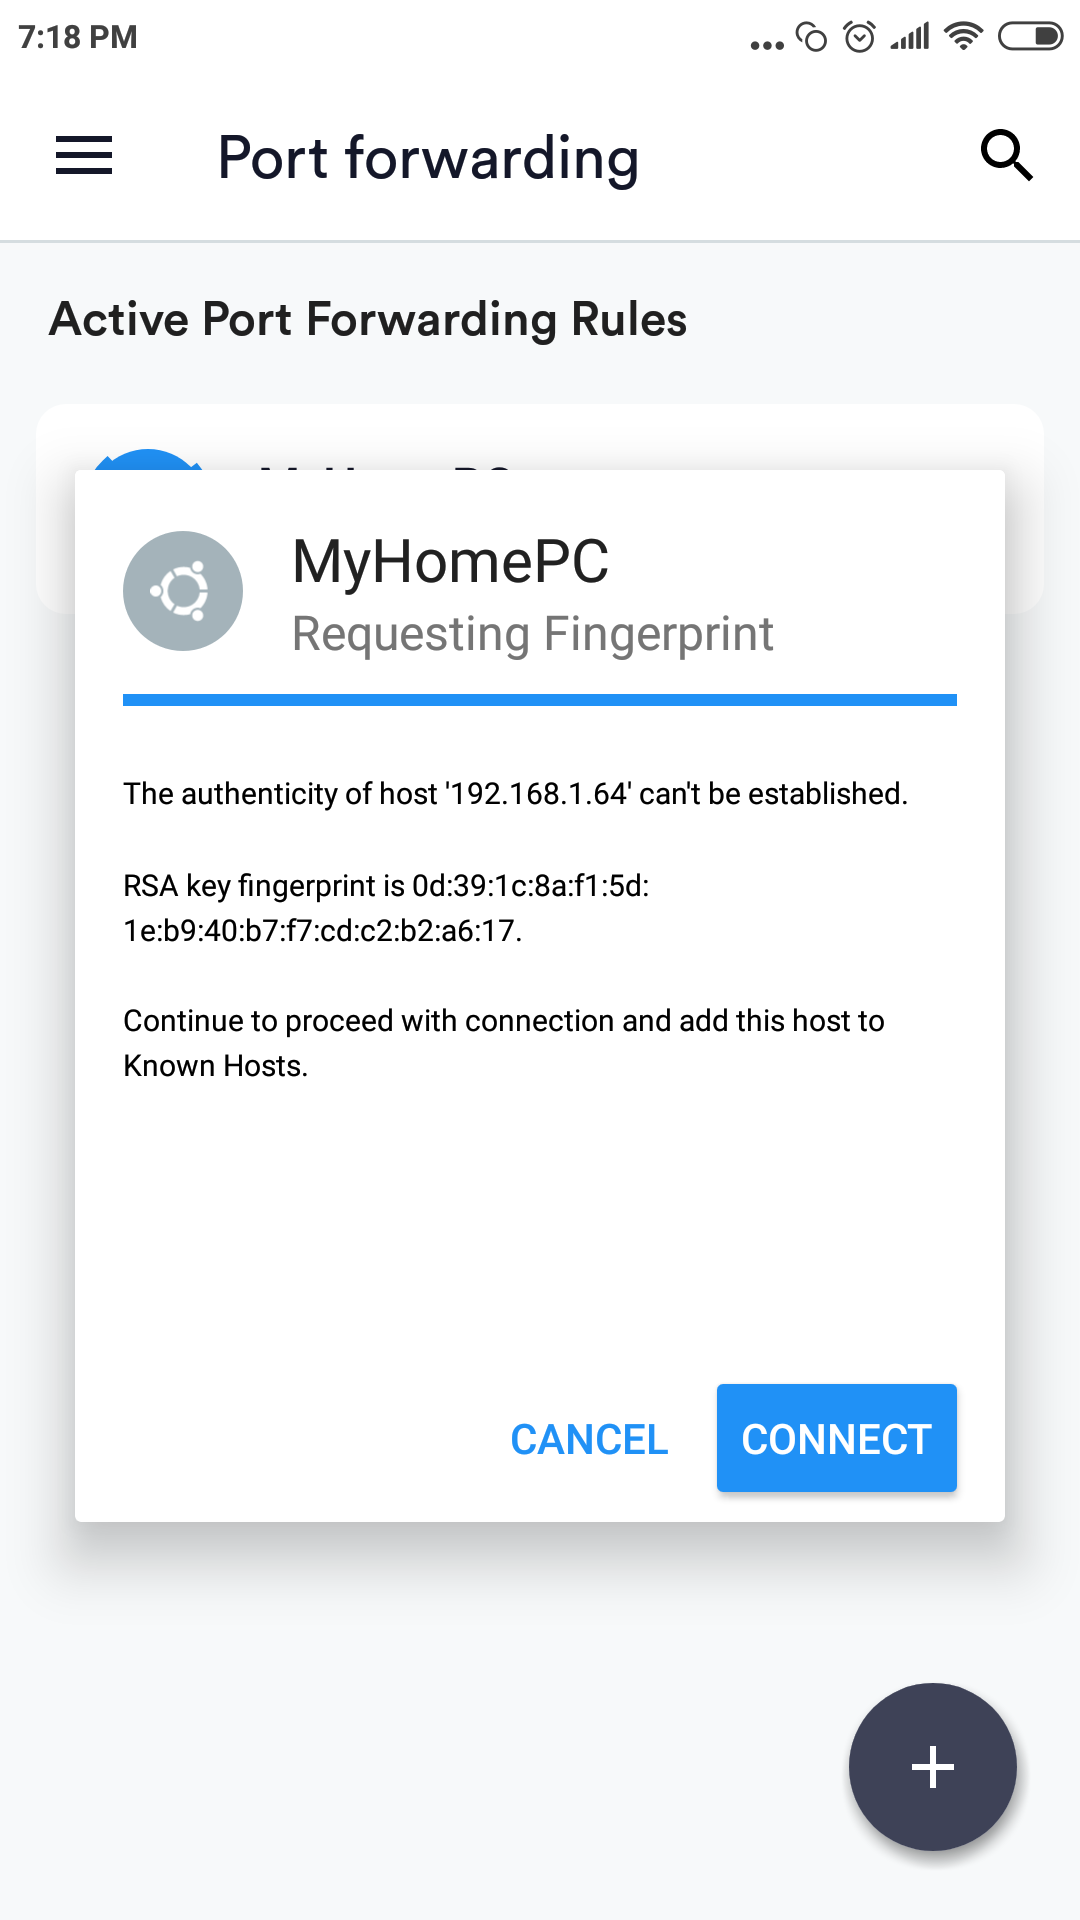 7:18 PM
Port forwarding
Active Port Forwarding Rules
MyHomePC
Requesting Fingerprint
The authenticity of host '192.168.1.64' can't be established.
RSA key fingerprint is 0d:39:1c:8a:f1:5d:
1e:b9:40:b7:f7:cd:c2:b2:a6:17.
Continue to proceed with connection and add this host to
Known Hosts.
CANCEL CONNECT